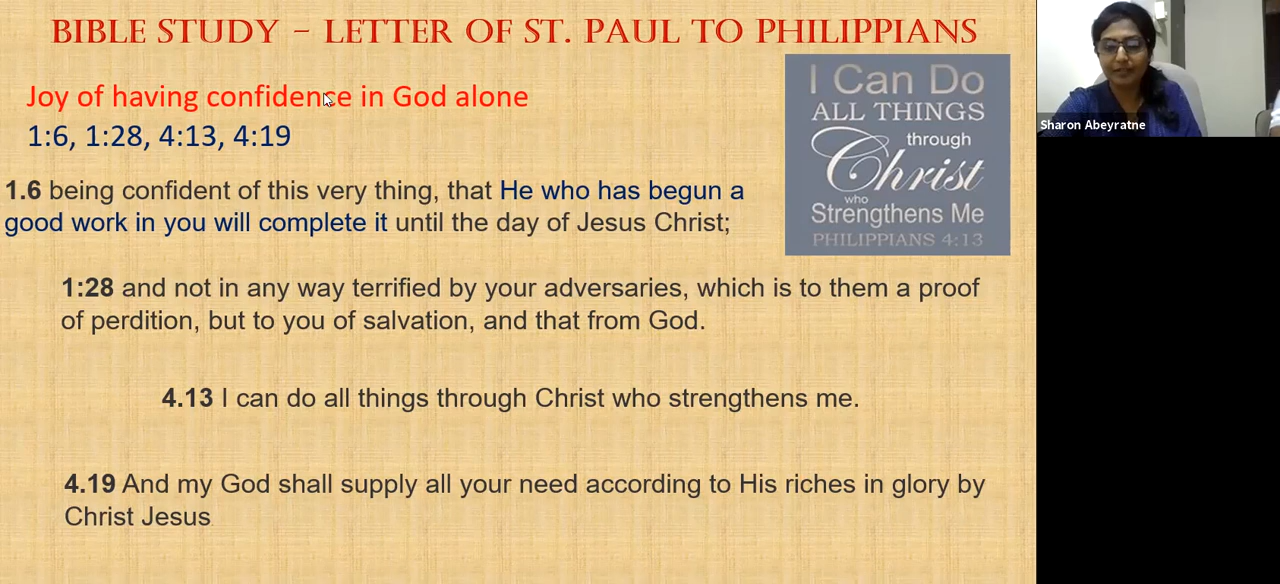 BIBLE STUDY – LETTER OF ST. PAUL TO PHILIPPIANS
Joy of having confidence in God alone
1:6, 1:28, 4:13, 4:19
1.6 being confident of this very thing, that He who has begun a
good work in you will complete it until the day of Jesus Christ;
1:28 and not in any way terrified by your adversaries, which is to them a proof
of perdition, but to you of salvation, and that from God.
4.13 I can do all things through Christ who strengthens me.
4.19 And my God shall supply all your need according to His riches in glory by
Christ Jesus
I Can Do
ALL THINGS
through
Christ
who
Strengthens Me
PHILIPPIANS 4:13
Sharon Abeyratne